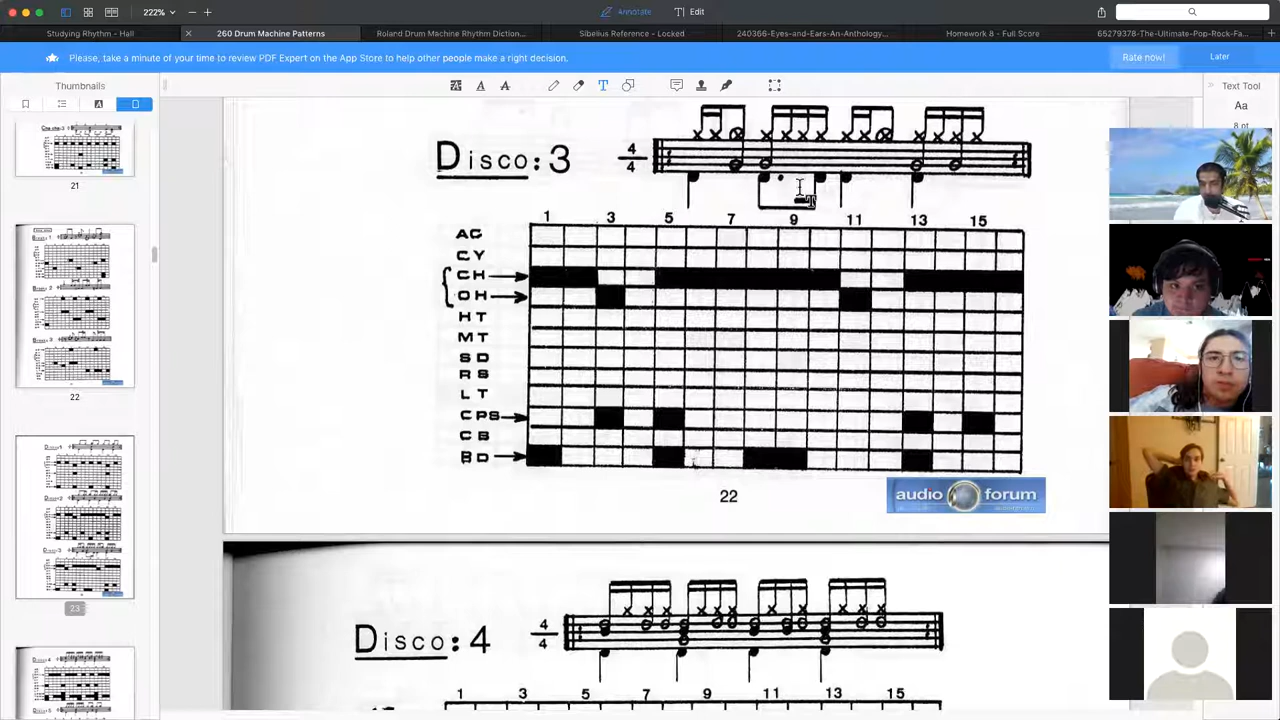 222%
Annotate
Edit
Studying Rhythm - Hall
260 Drum Machine Patterns
Roland Drum Machine Rhythm Diction...
Sibelius Reference - Locked
240366-Eyes-and-Ears-An-Anthology...
Homework 8 - Full Score
65279378-The-Ultimate-Pop-Rock-Fa...
Please, take a minute of your time to review PDF Expert on the App Store to help other people make a right decision.
Rate now!
Later
Thumbnails
Text Tool
Aa
8 pt
21
22
23
Disco:3
4/4
1 3 5 7 9 11 13 15
AC
CY
CH
OH
HT
MT
SD
RS
LT
CPS
CB
BD
22
audio forum
Disco:4
4/4
1 3 5 7 9 11 13 15